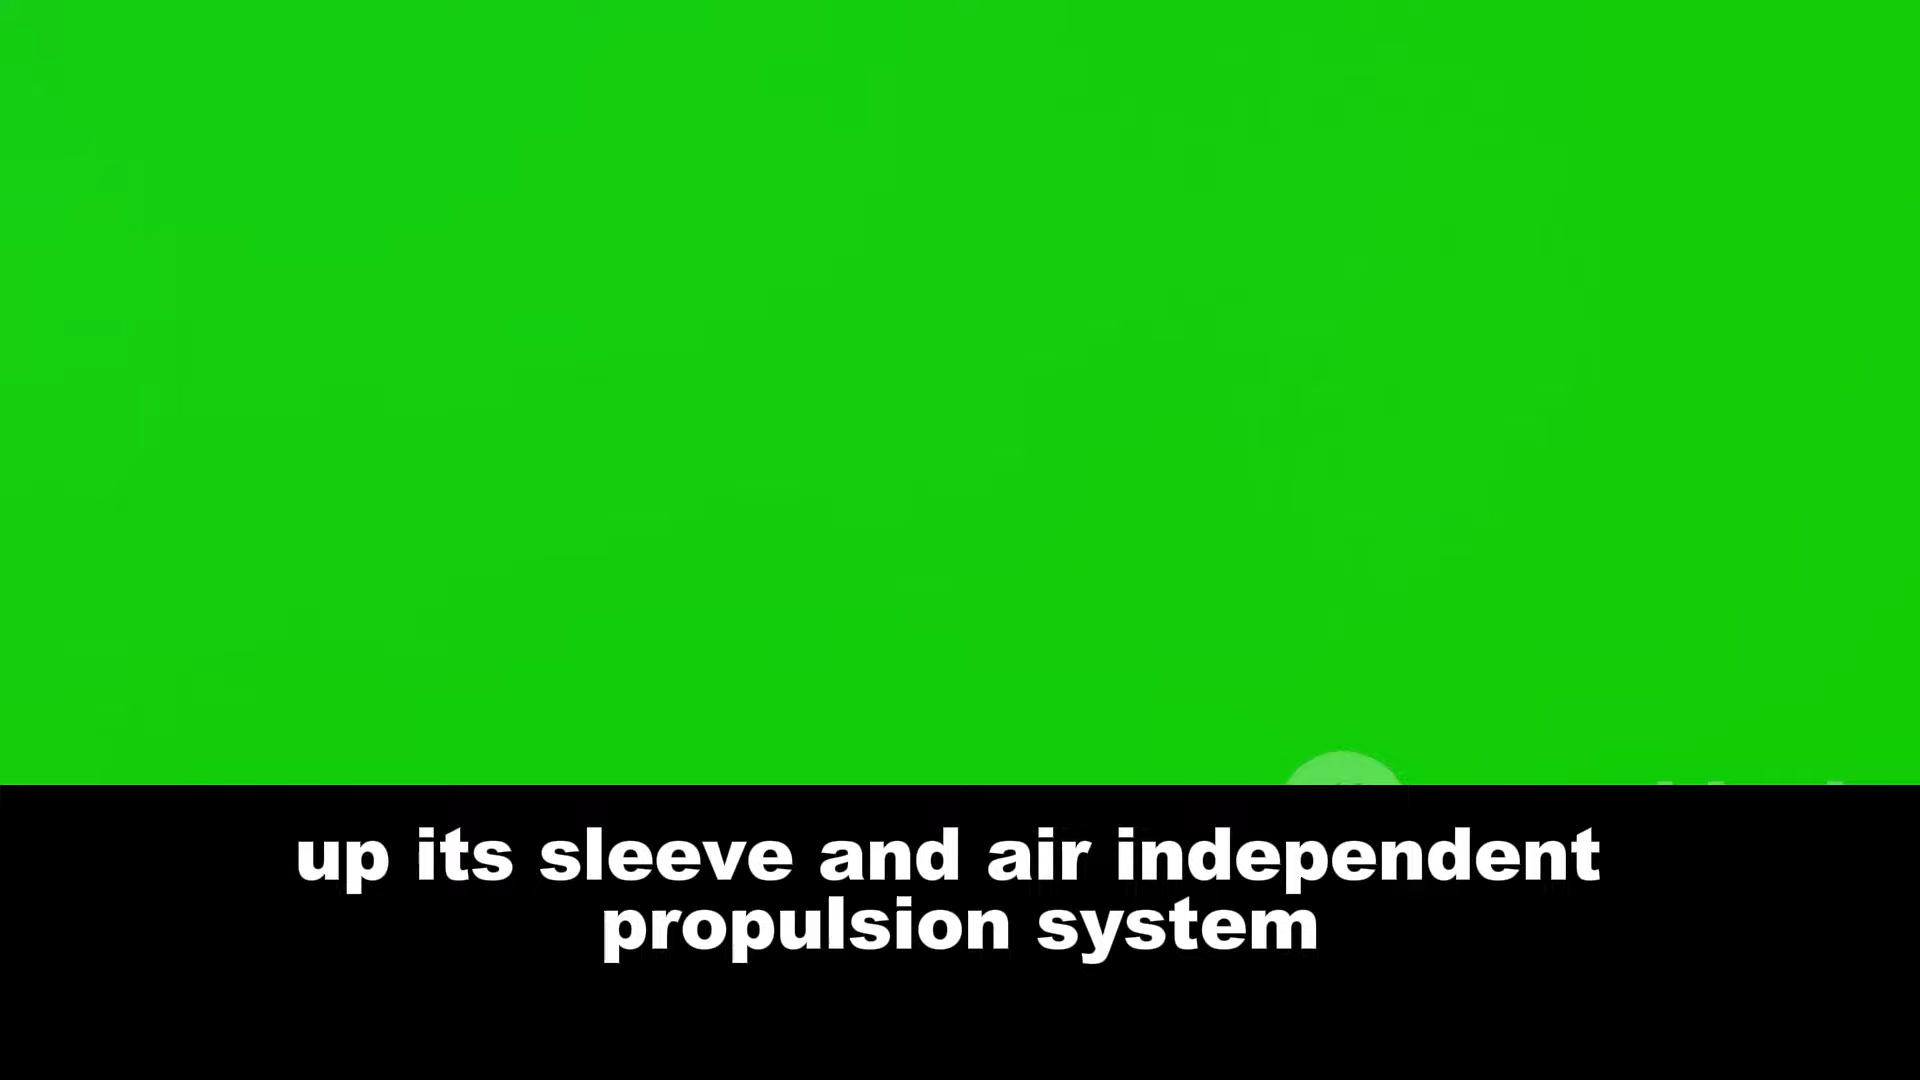 up its sleeve and air independent
propulsion system